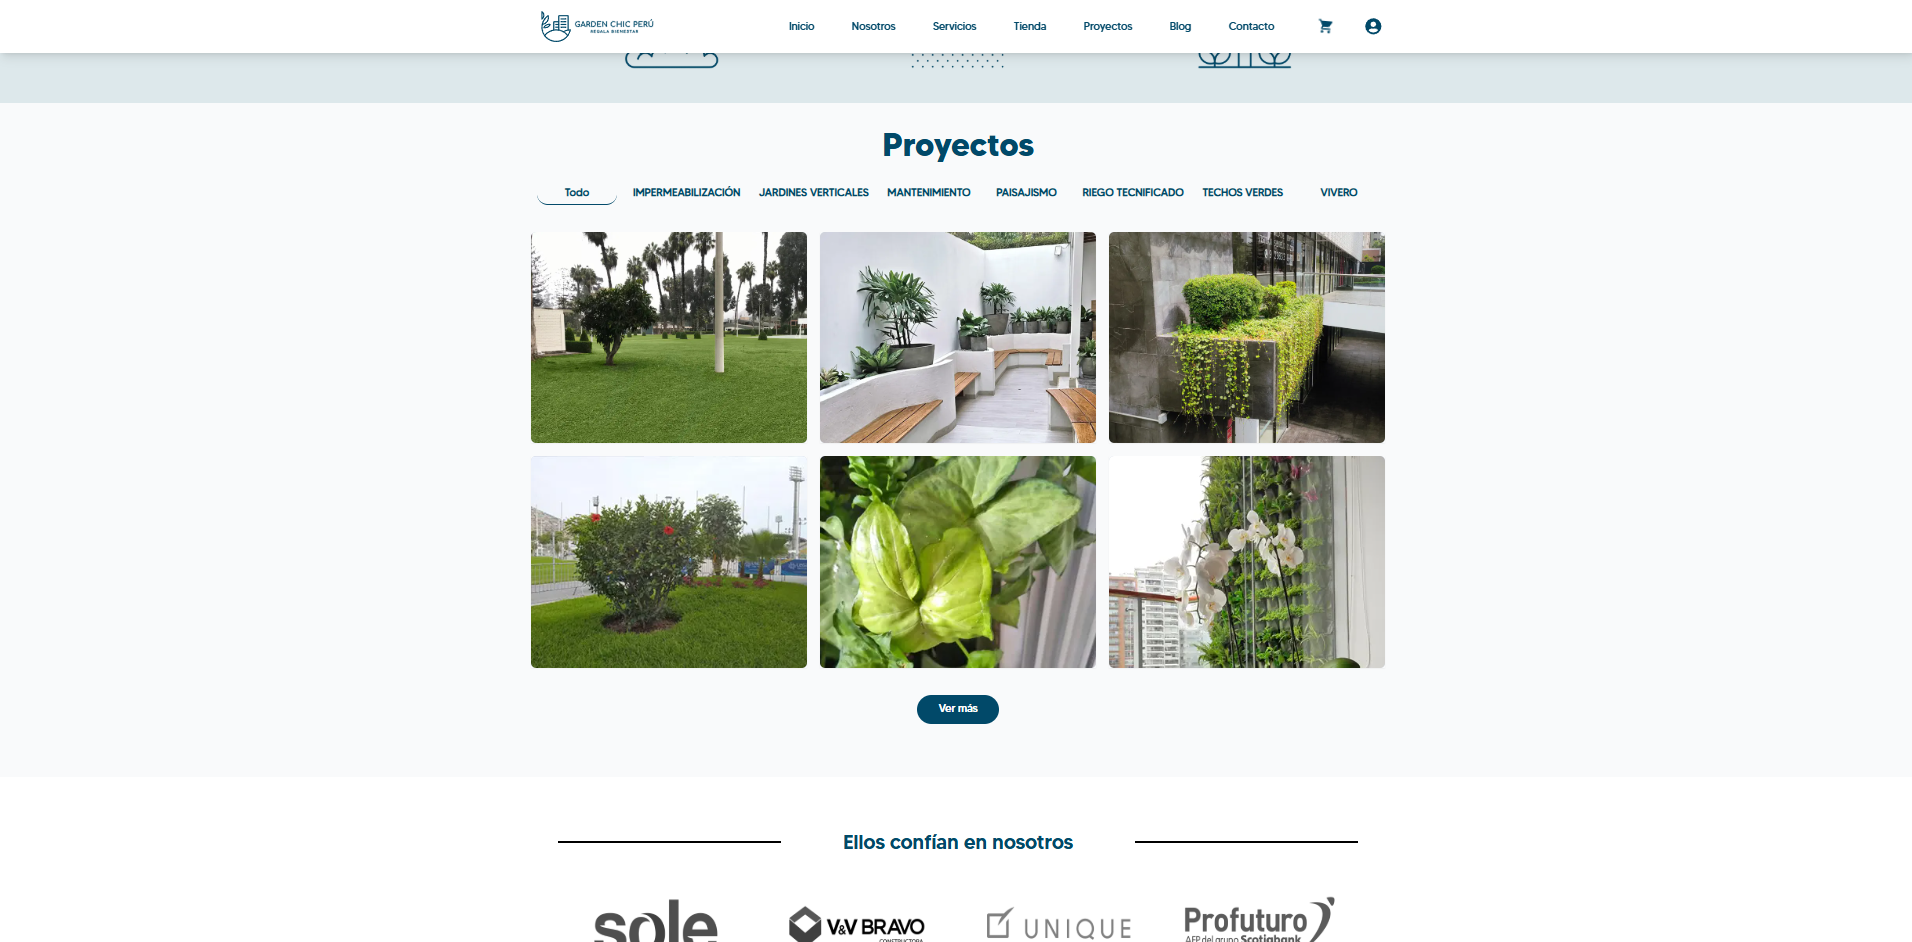 GARDEN CHIC PERÚ
REGALA BIENESTAR
Inicio Nosotros Servicios Tienda Proyectos Blog Contacto
Proyectos
Todo IMPERMEABILIZACIÓN JARDINES VERTICALES MANTENIMIENTO PAISAJISMO RIEGO TECNIFICADO TECHOS VERDES VIVERO
Ver más
Ellos confían en nosotros
sole
V&V BRAVO
CONSTRUCTORA
UNIQUE
Profuturo
AFP del grupo Scotiabank